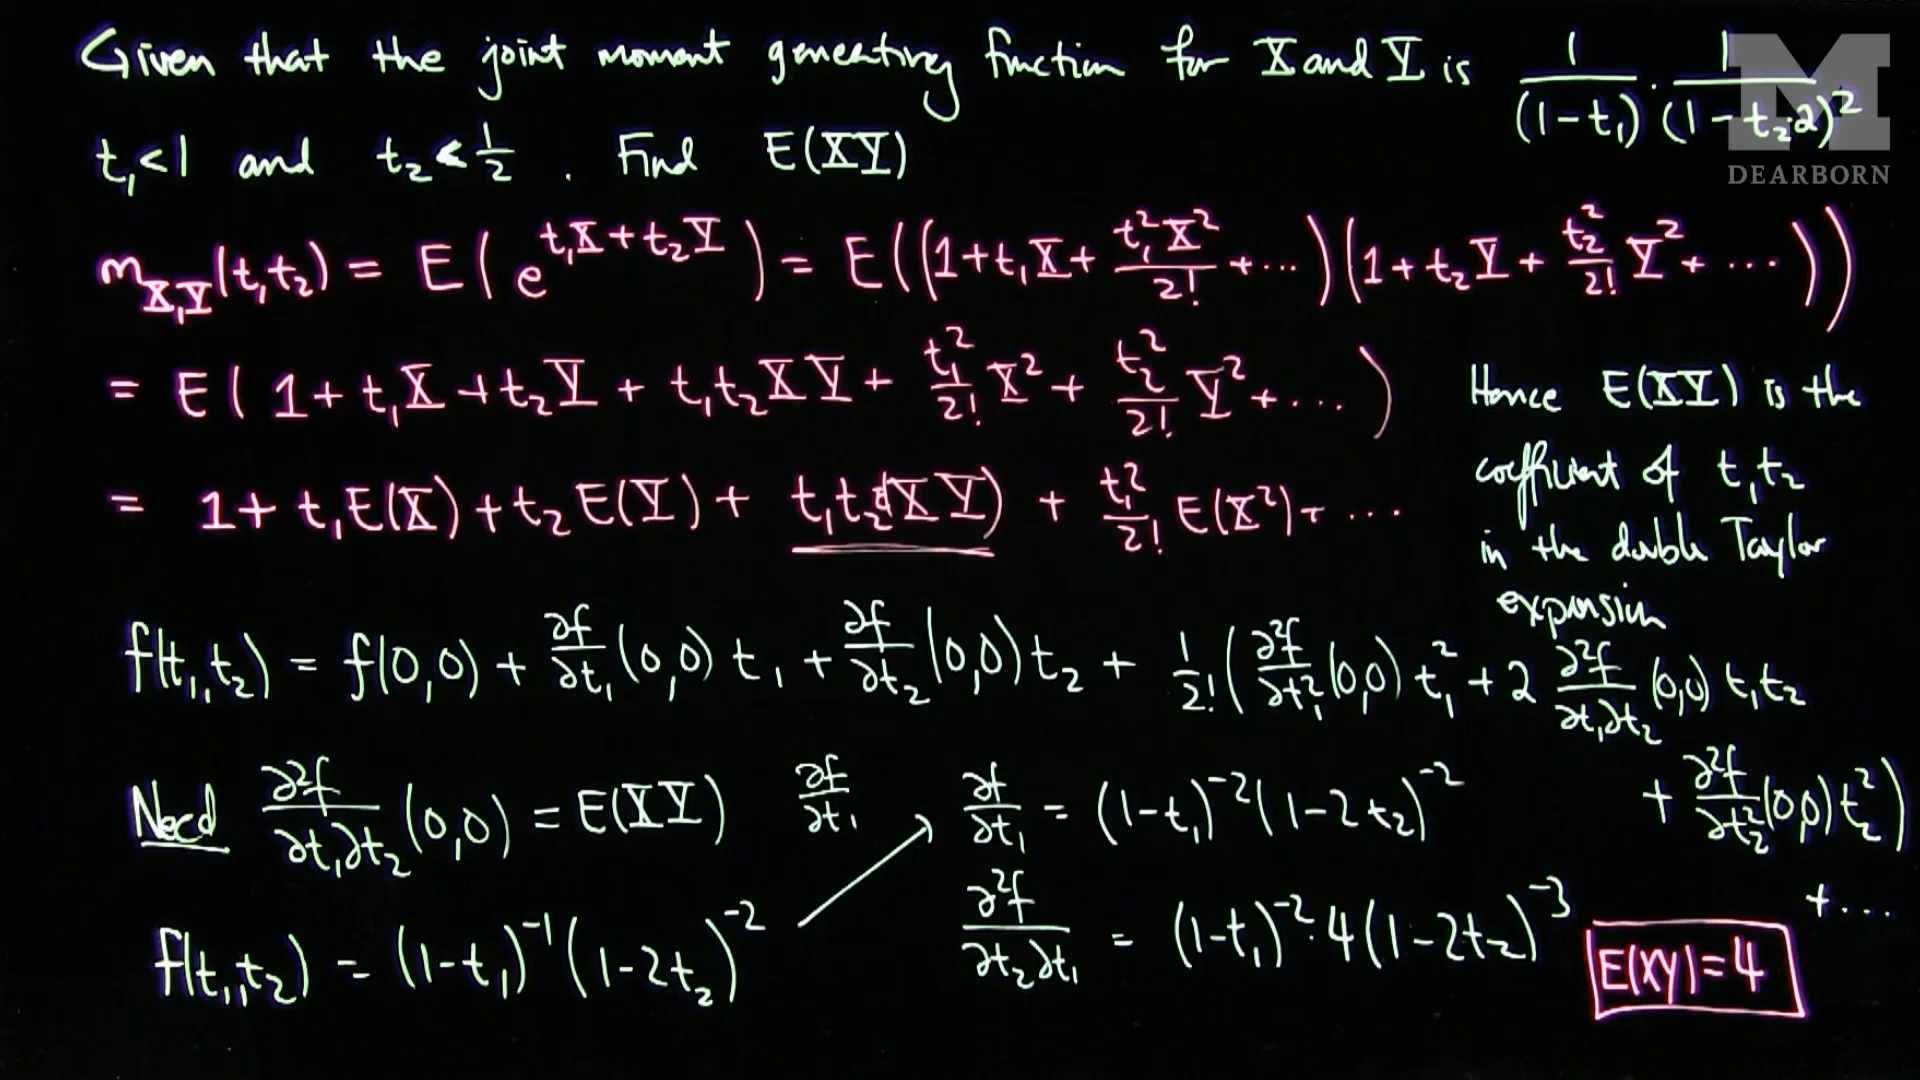 Given that the joint moment generating function for X and Y is 1/(1-t₁) · 1/(1-t₂·2)²
t₁<1 and t₂<1/2 . Find E(XY)
M
DEARBORN
m_{X,Y}(t₁,t₂) = E(e^{t₁X+t₂Y}) = E((1+t₁X+ t₁²X²/2! +...)(1+t₂Y+ t₂²/2! Y²+...))
= E(1+t₁X+t₂Y+t₁t₂XY+ t₁²/2! X²+ t₂²/2! Y²+...)
= 1+t₁E(X)+t₂E(Y)+t₁t₂E(XY) + t₁²/2! E(X²)+...
Hence E(XY) is the
coefficient of t₁t₂
in the double Taylor
expansion
f(t₁,t₂) = f(0,0) + ∂f/∂t₁(0,0)t₁ + ∂f/∂t₂(0,0)t₂ + 1/2!(∂²f/∂t₁²(0,0)t₁² + 2 ∂²f/∂t₁∂t₂(0,0)t₁t₂
+ ∂²f/∂t₂²(0,0)t₂²)
+...
Need ∂²f/∂t₁∂t₂(0,0) = E(XY) ∂f/∂t₁
f(t₁,t₂) = (1-t₁)⁻¹(1-2t₂)⁻²
∂f/∂t₁ = (1-t₁)⁻²(1-2t₂)⁻²
∂²f/∂t₂∂t₁ = (1-t₁)⁻²·4(1-2t₂)⁻³
E(XY)=4